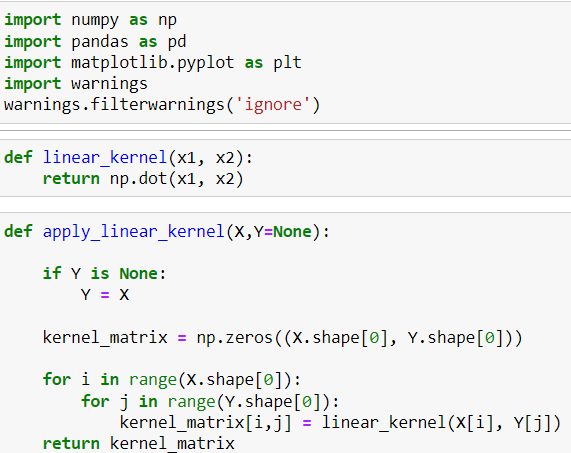 import numpy as np
import pandas as pd
import matplotlib.pyplot as plt
import warnings
warnings.filterwarnings('ignore')
def linear_kernel(x1, x2):
    return np.dot(x1, x2)
def apply_linear_kernel(X,Y=None):
    if Y is None:
        Y = X
    kernel_matrix = np.zeros((X.shape[0], Y.shape[0]))
    for i in range(X.shape[0]):
        for j in range(Y.shape[0]):
            kernel_matrix[i,j] = linear_kernel(X[i], Y[j])
    return kernel_matrix